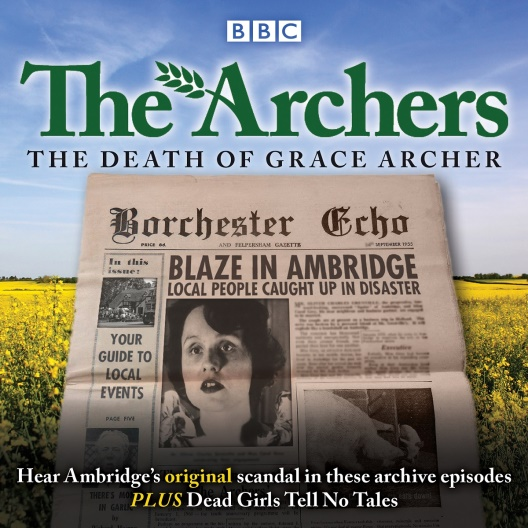 BBC
The Archers
THE DEATH OF GRACE ARCHER
Borchester Echo
PRICE 6d.
AND FELPERSHAM GAZETTE
SEPTEMBER 1955
In this
issue:
BLAZE IN AMBRIDGE
LOCAL PEOPLE CAUGHT UP IN DISASTER
YOUR
GUIDE TO
LOCAL
EVENTS
PAGE FIVE
Hear Ambridge's original scandal in these archive episodes
PLUS Dead Girls Tell No Tales